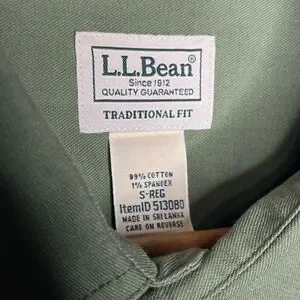 L.L.Bean®
Since 1912
QUALITY GUARANTEED
TRADITIONAL FIT
99% COTTON
1% SPANDEX
S-REG
ItemID 513080
MADE IN SRI LANKA
CARE ON REVERSE